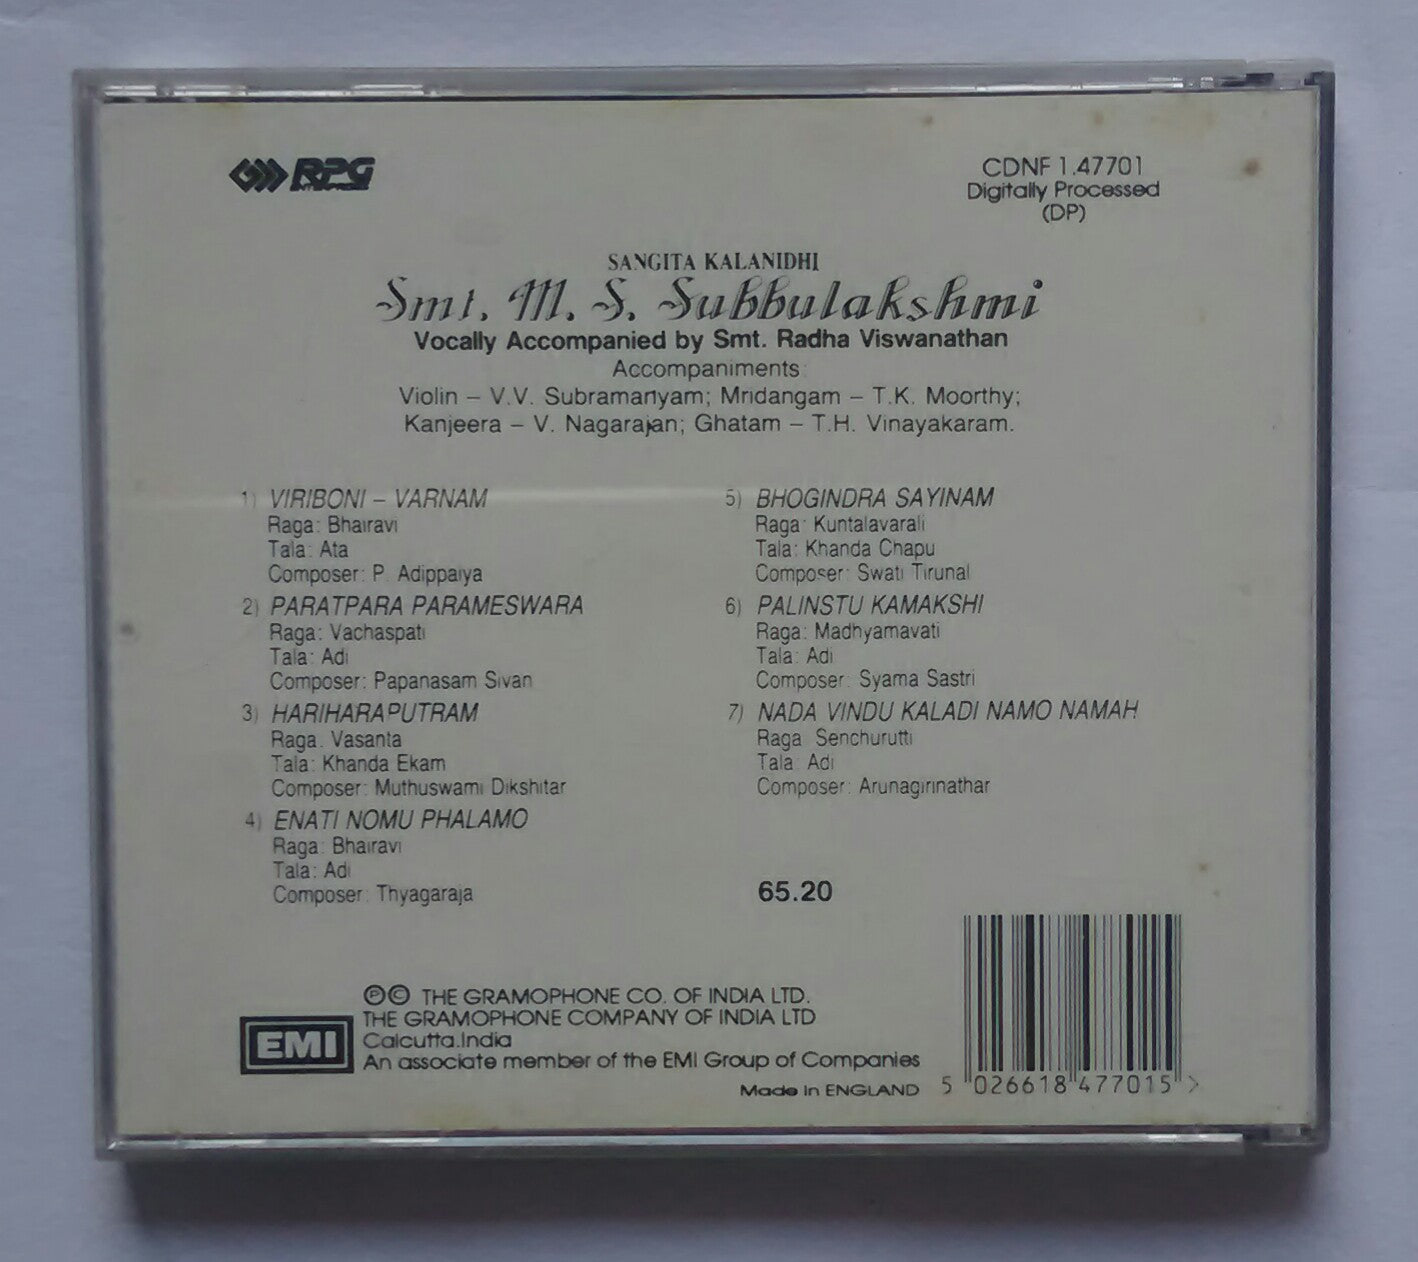 RPG
CDNF 1.47701
Digitally Processed
(DP)
SANGITA KALANIDHI
Smt. M. S. Subbulakshmi
Vocally Accompanied by Smt. Radha Viswanathan
Accompaniments:
Violin – V.V. Subramanyam; Mridangam – T.K. Moorthy;
Kanjeera – V. Nagarajan; Ghatam – T.H. Vinayakaram.
1) VIRIBONI – VARNAM
Raga: Bhairavi
Tala: Ata
Composer: P. Adippaiya
2) PARATPARA PARAMESWARA
Raga: Vachaspati
Tala: Adi
Composer: Papanasam Sivan
3) HARIHARAPUTRAM
Raga: Vasanta
Tala: Khanda Ekam
Composer: Muthuswami Dikshitar
4) ENATI NOMU PHALAMO
Raga: Bhairavi
Tala: Adi
Composer: Thyagaraja
5) BHOGINDRA SAYINAM
Raga: Kuntalavarali
Tala: Khanda Chapu
Composer: Swati Tirunal
6) PALINSTU KAMAKSHI
Raga: Madhyamavati
Tala: Adi
Composer: Syama Sastri
7) NADA VINDU KALADI NAMO NAMAH
Raga: Senchurutti
Tala: Adi
Composer: Arunagirinathar
65.20
℗© THE GRAMOPHONE CO. OF INDIA LTD.
THE GRAMOPHONE COMPANY OF INDIA LTD
Calcutta.India
An associate member of the EMI Group of Companies
EMI
Made in ENGLAND
5 026618 477015 >